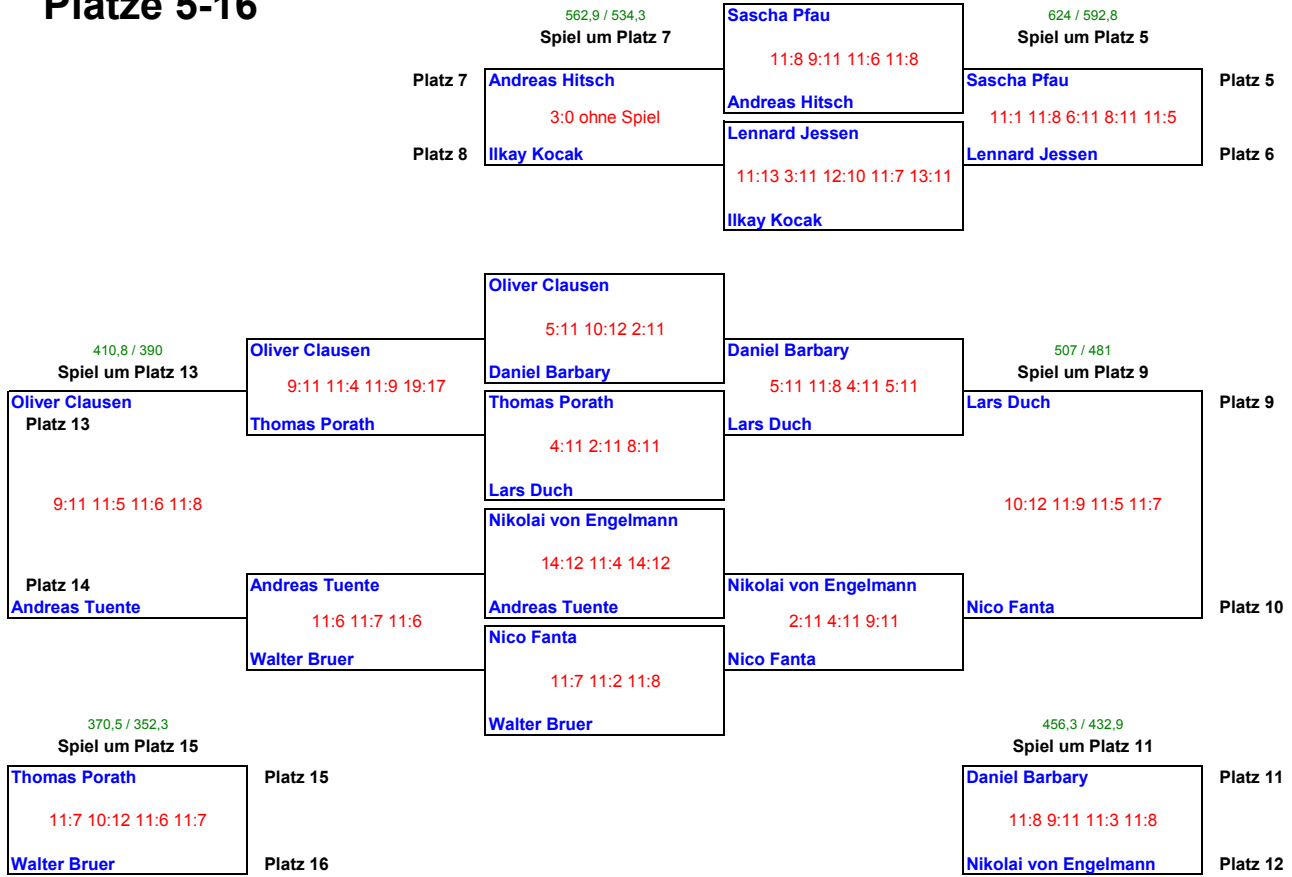 Plätze 5-16
562,9 / 534,3
Spiel um Platz 7
Sascha Pfau
624 / 592,8
Spiel um Platz 5
11:8 9:11 11:6 11:8
Platz 7
Andreas Hitsch
Andreas Hitsch
Sascha Pfau
Platz 5
3:0 ohne Spiel
Lennard Jessen
11:1 11:8 6:11 8:11 11:5
Platz 8
Ilkay Kocak
11:13 3:11 12:10 11:7 13:11
Lennard Jessen
Platz 6
Ilkay Kocak
Oliver Clausen
5:11 10:12 2:11
410,8 / 390
Spiel um Platz 13
Oliver Clausen
Daniel Barbary
Daniel Barbary
507 / 481
Spiel um Platz 9
9:11 11:4 11:9 19:17
5:11 11:8 4:11 5:11
Oliver Clausen
Platz 13
Thomas Porath
Thomas Porath
Lars Duch
Lars Duch
Platz 9
4:11 2:11 8:11
Lars Duch
9:11 11:5 11:6 11:8
10:12 11:9 11:5 11:7
Nikolai von Engelmann
14:12 11:4 14:12
Platz 14
Andreas Tuente
Andreas Tuente
Andreas Tuente
Nikolai von Engelmann
Nico Fanta
Platz 10
11:6 11:7 11:6
2:11 4:11 9:11
Nico Fanta
Walter Bruer
Nico Fanta
11:7 11:2 11:8
Walter Bruer
370,5 / 352,3
Spiel um Platz 15
456,3 / 432,9
Spiel um Platz 11
Thomas Porath
Platz 15
Daniel Barbary
Platz 11
11:7 10:12 11:6 11:7
11:8 9:11 11:3 11:8
Walter Bruer
Platz 16
Nikolai von Engelmann
Platz 12